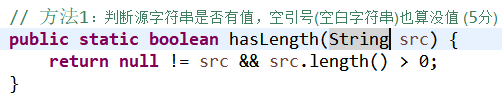 // 方法1：判断源字符串是否有值，空引号(空白字符串)也算没值 (5分)
public static boolean hasLength(String src) {
return null != src && src.length() > 0;
}